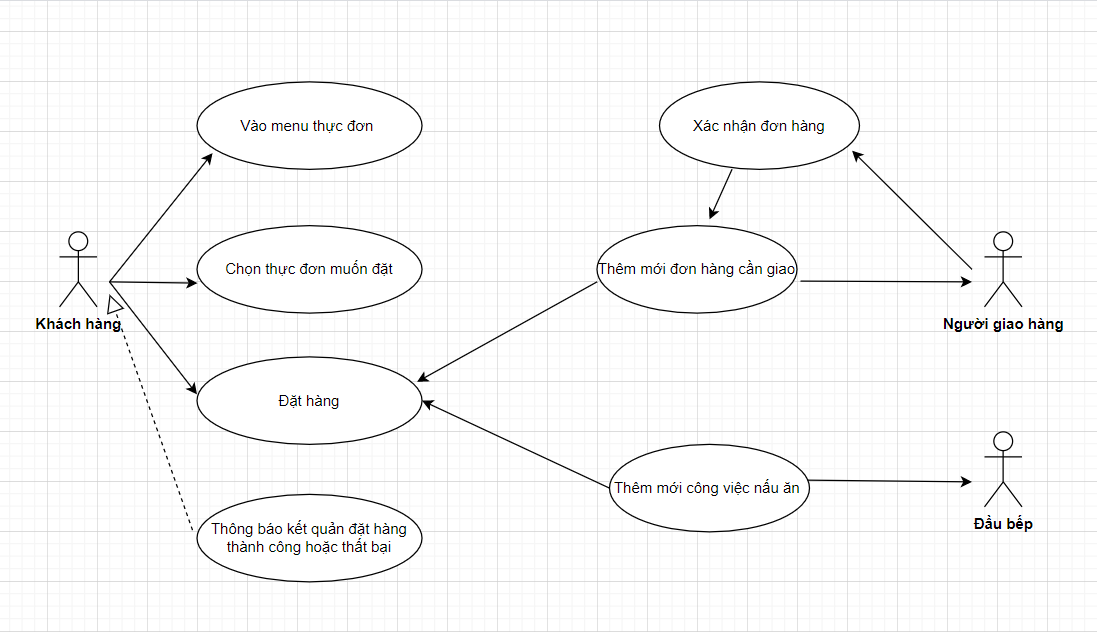 Vào menu thực đơn
Xác nhận đơn hàng
Chọn thực đơn muốn đặt
Thêm mới đơn hàng cần giao
Khách hàng
Người giao hàng
Đặt hàng
Thêm mới công việc nấu ăn
Đầu bếp
Thông báo kết quản đặt hàng
thành công hoặc thất bại